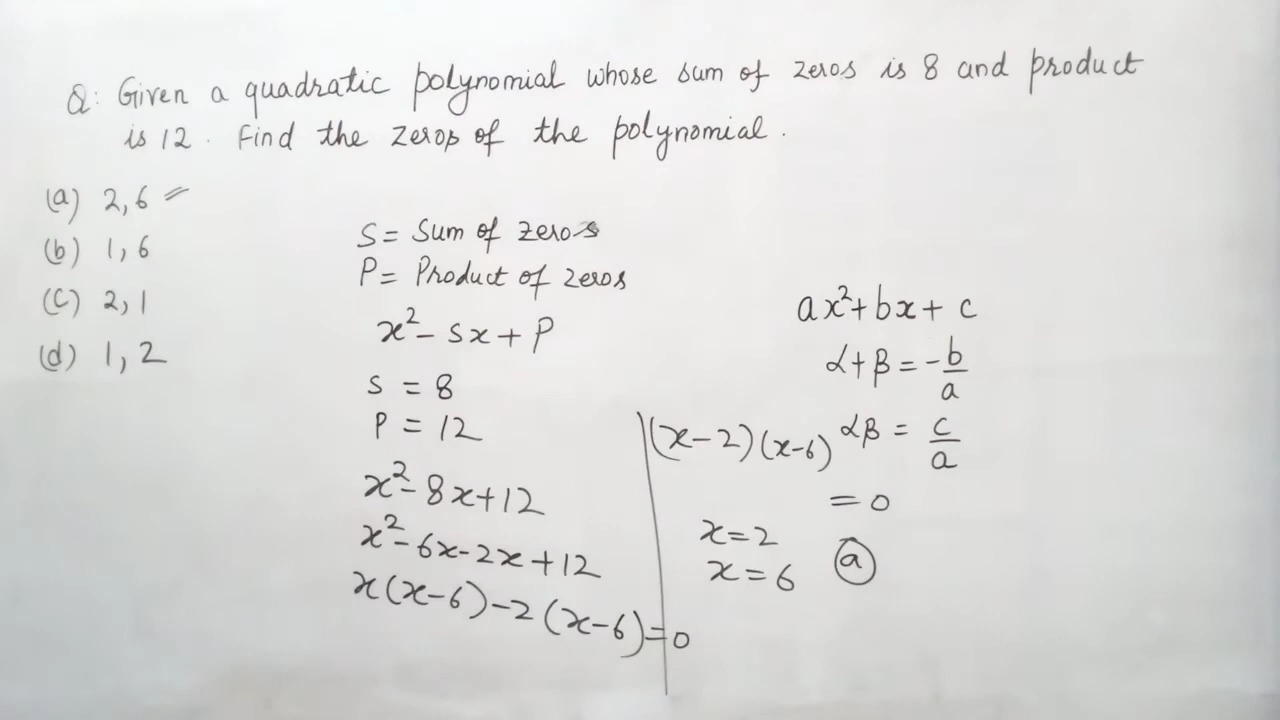 Q: Given a quadratic polynomial whose sum of zeros is 8 and product
is 12. Find the zeros of the polynomial.
(a) 2,6
(b) 1,6
(c) 2,1
(d) 1,2
S = Sum of zeros
P = Product of zeros
x² - Sx + P
S = 8
P = 12
x² - 8x + 12
x² - 6x - 2x + 12
x(x-6) - 2(x-6) = 0
ax² + bx + c
α + β = -b/a
αβ = c/a
(x-2)(x-6)
= 0
x = 2
x = 6
(a)